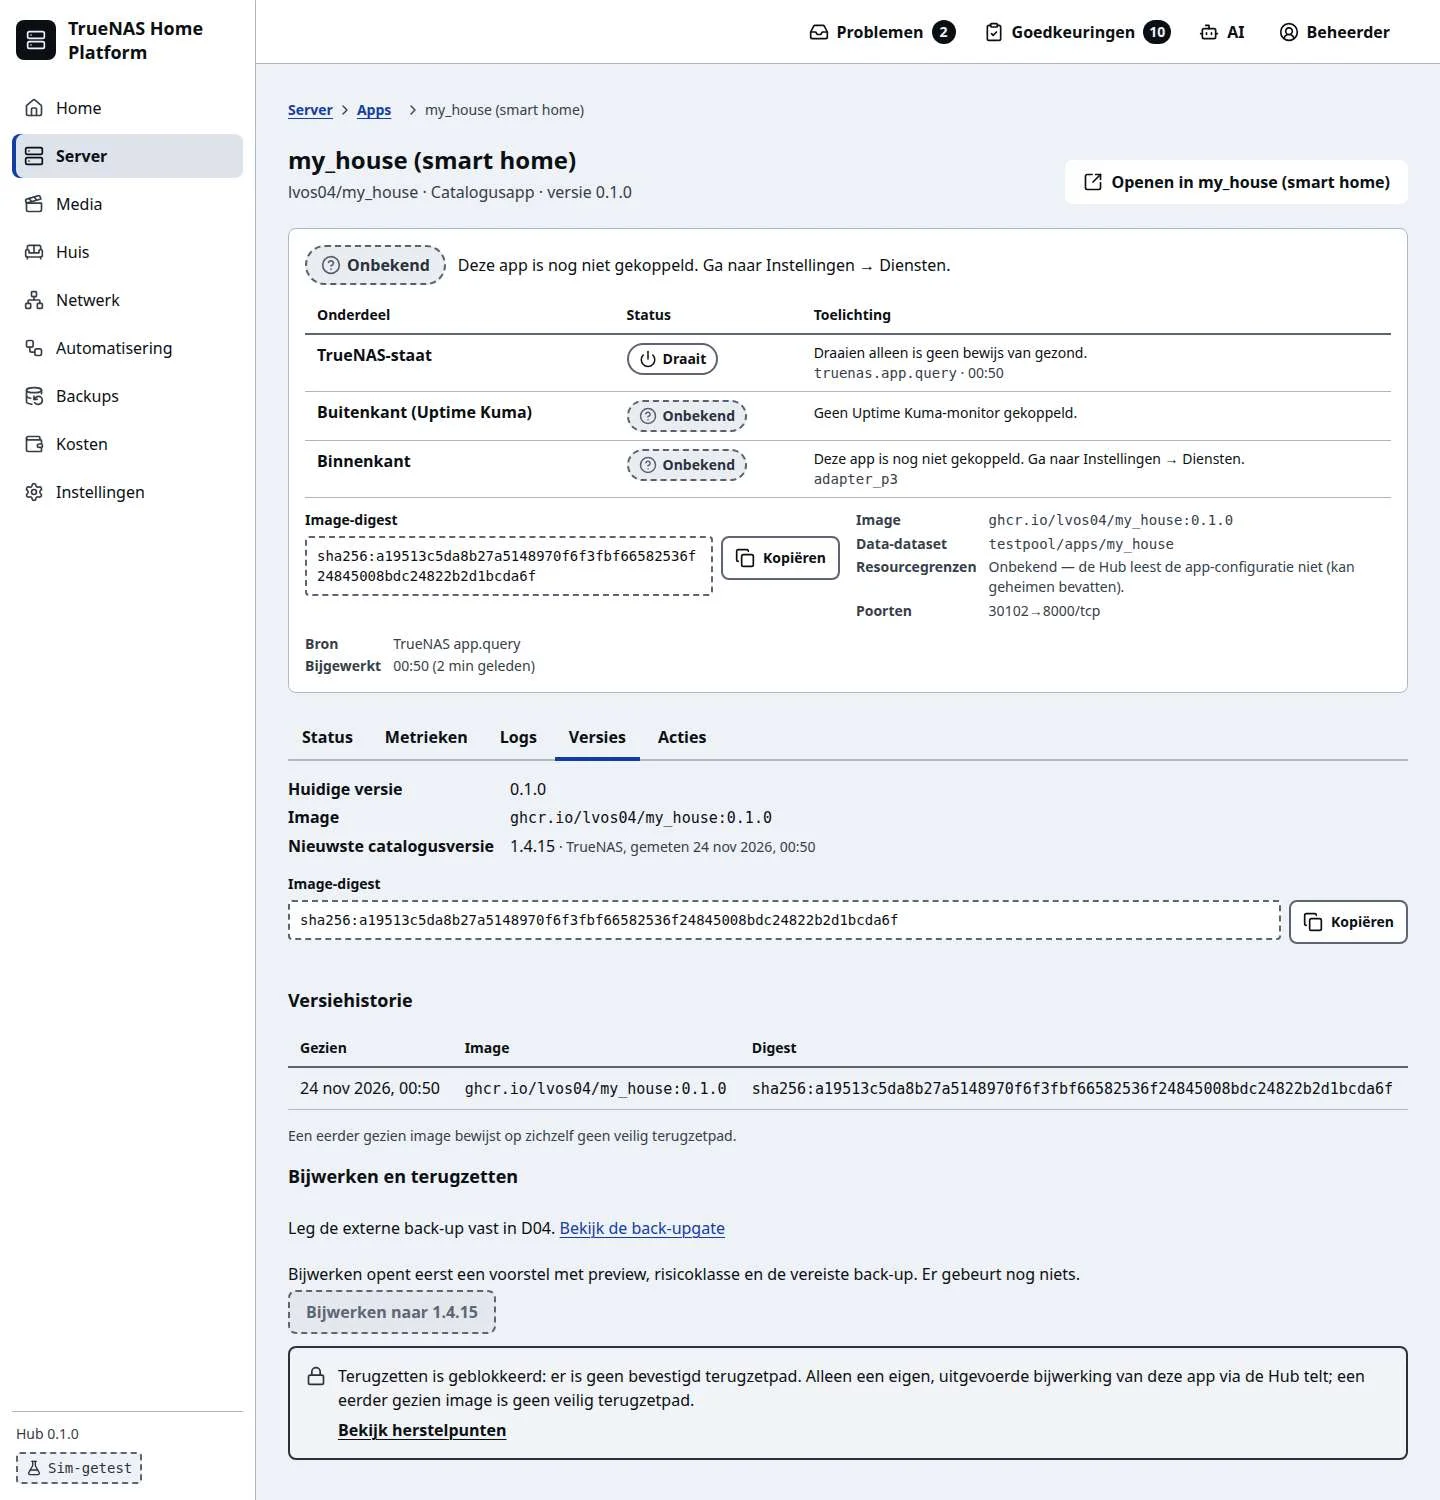 TrueNAS Home
Platform
Problemen 2
Goedkeuringen 10
AI
Beheerder
Home
Server
Media
Huis
Netwerk
Automatisering
Backups
Kosten
Instellingen
Server > Apps > my_house (smart home)
my_house (smart home)
lvos04/my_house · Catalogusapp · versie 0.1.0
Openen in my_house (smart home)
Onbekend Deze app is nog niet gekoppeld. Ga naar Instellingen → Diensten.
Onderdeel Status Toelichting
TrueNAS-staat Draait Draaien alleen is geen bewijs van gezond.
truenas.app.query · 00:50
Buitenkant (Uptime Kuma) Onbekend Geen Uptime Kuma-monitor gekoppeld.
Binnenkant Onbekend Deze app is nog niet gekoppeld. Ga naar Instellingen → Diensten.
adapter_p3
Image-digest
sha256:a19513c5da8b27a5148970f6f3fbf66582536f
24845008bdc24822b2d1bcda6f
Kopiëren
Image ghcr.io/lvos04/my_house:0.1.0
Data-dataset testpool/apps/my_house
Resourcegrenzen Onbekend — de Hub leest de app-configuratie niet (kan
geheimen bevatten).
Poorten 30102→8000/tcp
Bron TrueNAS app.query
Bijgewerkt 00:50 (2 min geleden)
Status Metrieken Logs Versies Acties
Huidige versie 0.1.0
Image ghcr.io/lvos04/my_house:0.1.0
Nieuwste catalogusversie 1.4.15 · TrueNAS, gemeten 24 nov 2026, 00:50
Image-digest
sha256:a19513c5da8b27a5148970f6f3fbf66582536f24845008bdc24822b2d1bcda6f
Kopiëren
Versiehistorie
Gezien Image Digest
24 nov 2026, 00:50 ghcr.io/lvos04/my_house:0.1.0 sha256:a19513c5da8b27a5148970f6f3fbf66582536f24845008bdc24822b2d1bcda6f
Een eerder gezien image bewijst op zichzelf geen veilig terugzetpad.
Bijwerken en terugzetten
Leg de externe back-up vast in D04. Bekijk de back-upgate
Bijwerken opent eerst een voorstel met preview, risicoklasse en de vereiste back-up. Er gebeurt nog niets.
Bijwerken naar 1.4.15
Terugzetten is geblokkeerd: er is geen bevestigd terugzetpad. Alleen een eigen, uitgevoerde bijwerking van deze app via de Hub telt; een
eerder gezien image is geen veilig terugzetpad.
Bekijk herstelpunten
Hub 0.1.0
Sim-getest